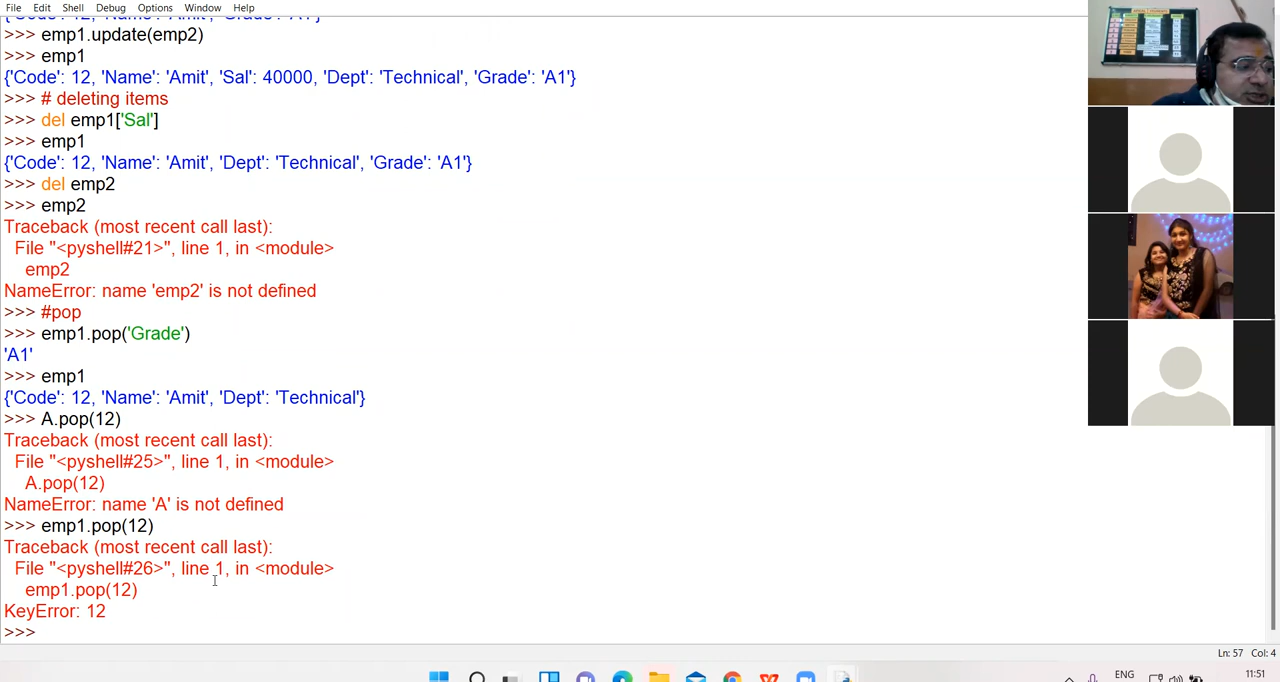 File Edit Shell Debug Options Window Help
{'Code': 12, 'Name': 'Amit', 'Grade': 'A1'}
>>> emp1.update(emp2)
>>> emp1
{'Code': 12, 'Name': 'Amit', 'Sal': 40000, 'Dept': 'Technical', 'Grade': 'A1'}
>>> # deleting items
>>> del emp1['Sal']
>>> emp1
{'Code': 12, 'Name': 'Amit', 'Dept': 'Technical', 'Grade': 'A1'}
>>> del emp2
>>> emp2
Traceback (most recent call last):
  File "<pyshell#21>", line 1, in <module>
    emp2
NameError: name 'emp2' is not defined
>>> #pop
>>> emp1.pop('Grade')
'A1'
>>> emp1
{'Code': 12, 'Name': 'Amit', 'Dept': 'Technical'}
>>> A.pop(12)
Traceback (most recent call last):
  File "<pyshell#25>", line 1, in <module>
    A.pop(12)
NameError: name 'A' is not defined
>>> emp1.pop(12)
Traceback (most recent call last):
  File "<pyshell#26>", line 1, in <module>
    emp1.pop(12)
KeyError: 12
>>>
Ln: 57 Col: 4
ENG
11:51